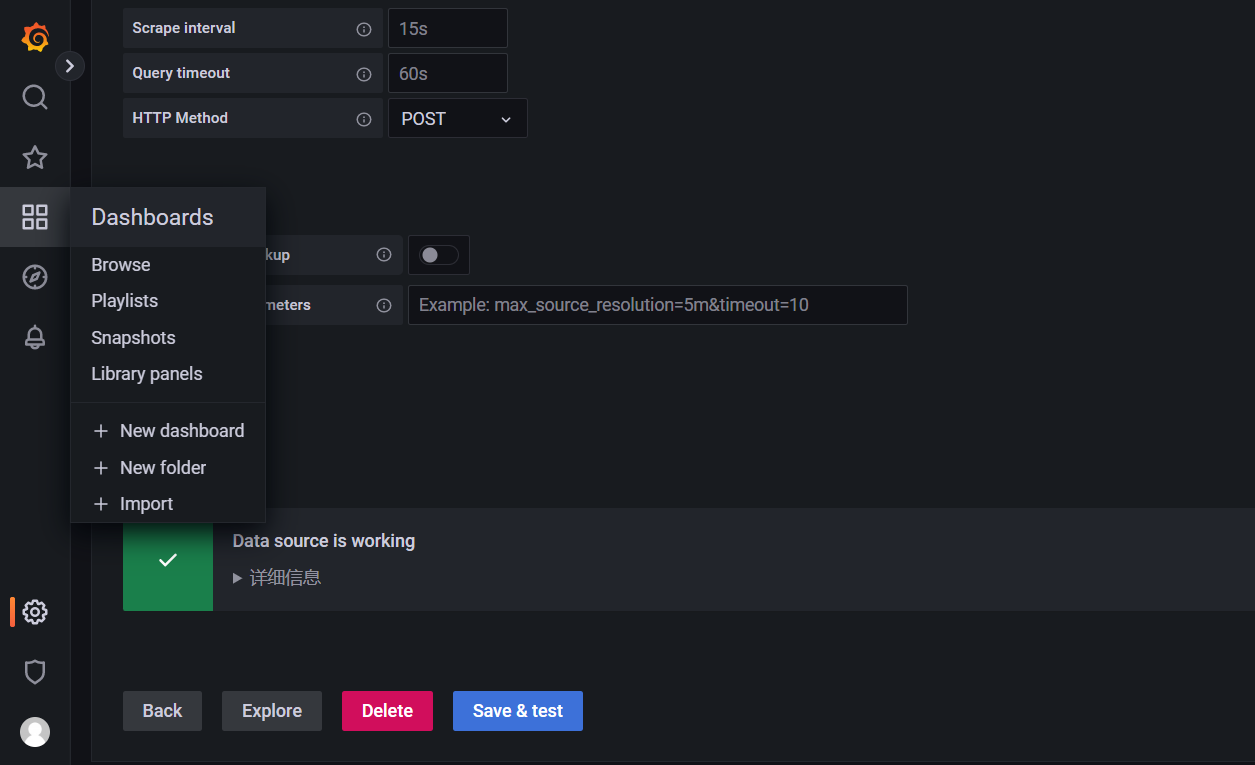 Scrape interval
15s
Query timeout
60s
HTTP Method
POST
Dashboards
Browse
kup
Playlists
meters
Example: max_source_resolution=5m&timeout=10
Snapshots
Library panels
New dashboard
New folder
Import
Data source is working
详细信息
Back
Explore
Delete
Save & test